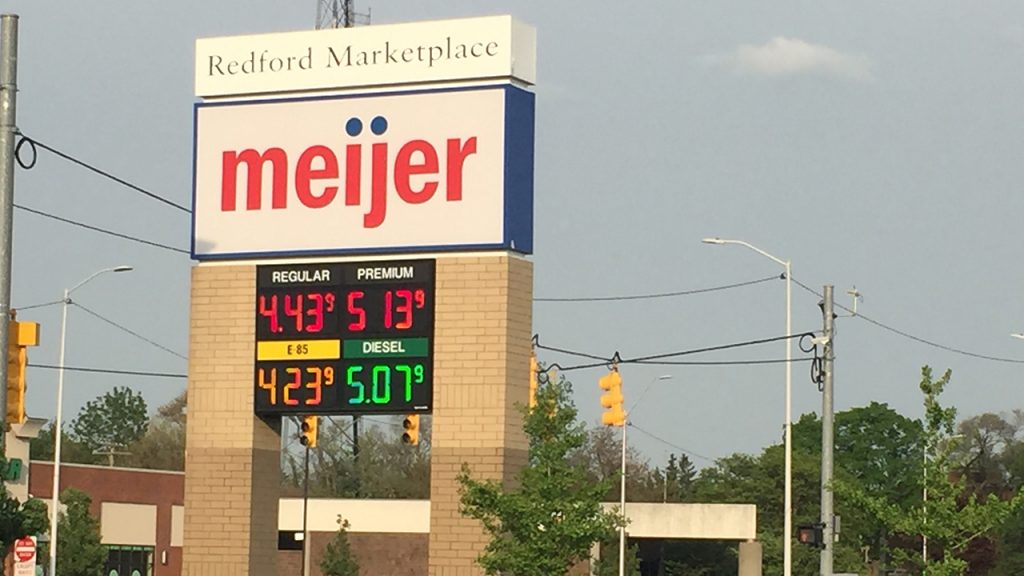 Redford Marketplace
meijer
REGULAR PREMIUM
4.43⁹ 5 13⁹
E-85 DIESEL
4 23⁹ 5.07⁹